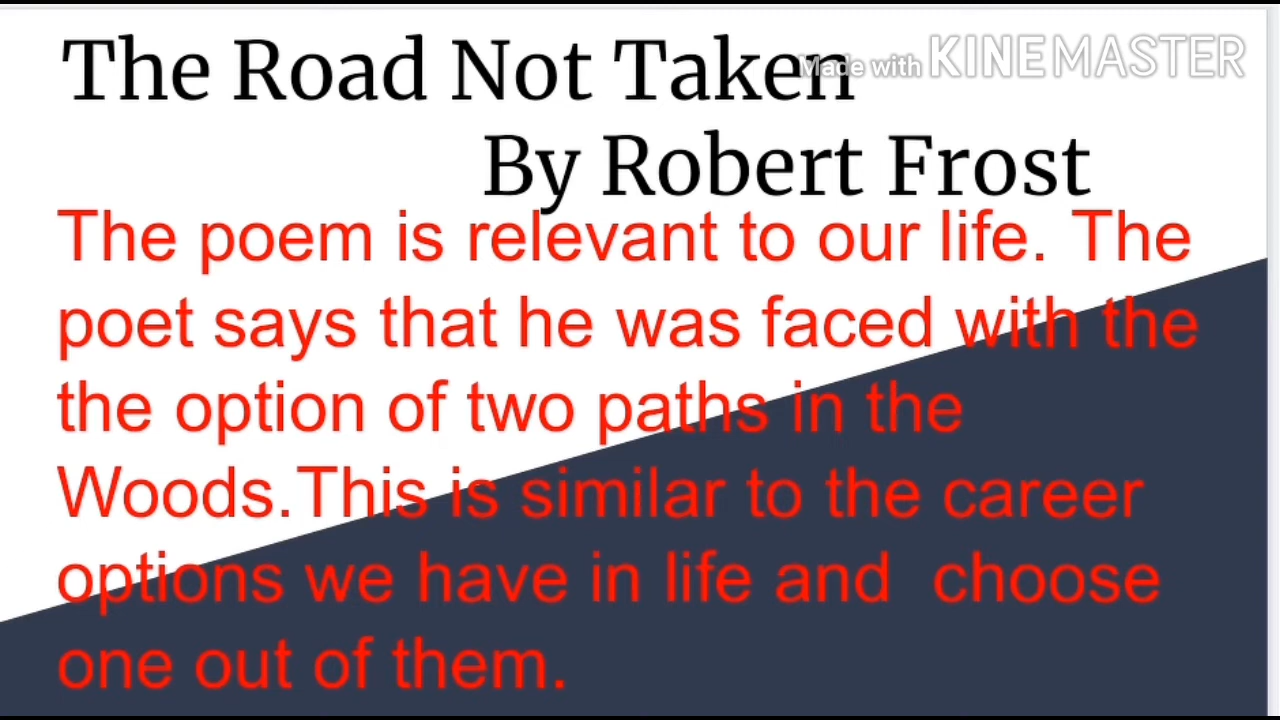 The Road Not Taken
Made with KINEMASTER
By Robert Frost
The poem is relevant to our life. The
poet says that he was faced with the
the option of two paths in the
Woods.This is similar to the career
options we have in life and  choose
one out of them.